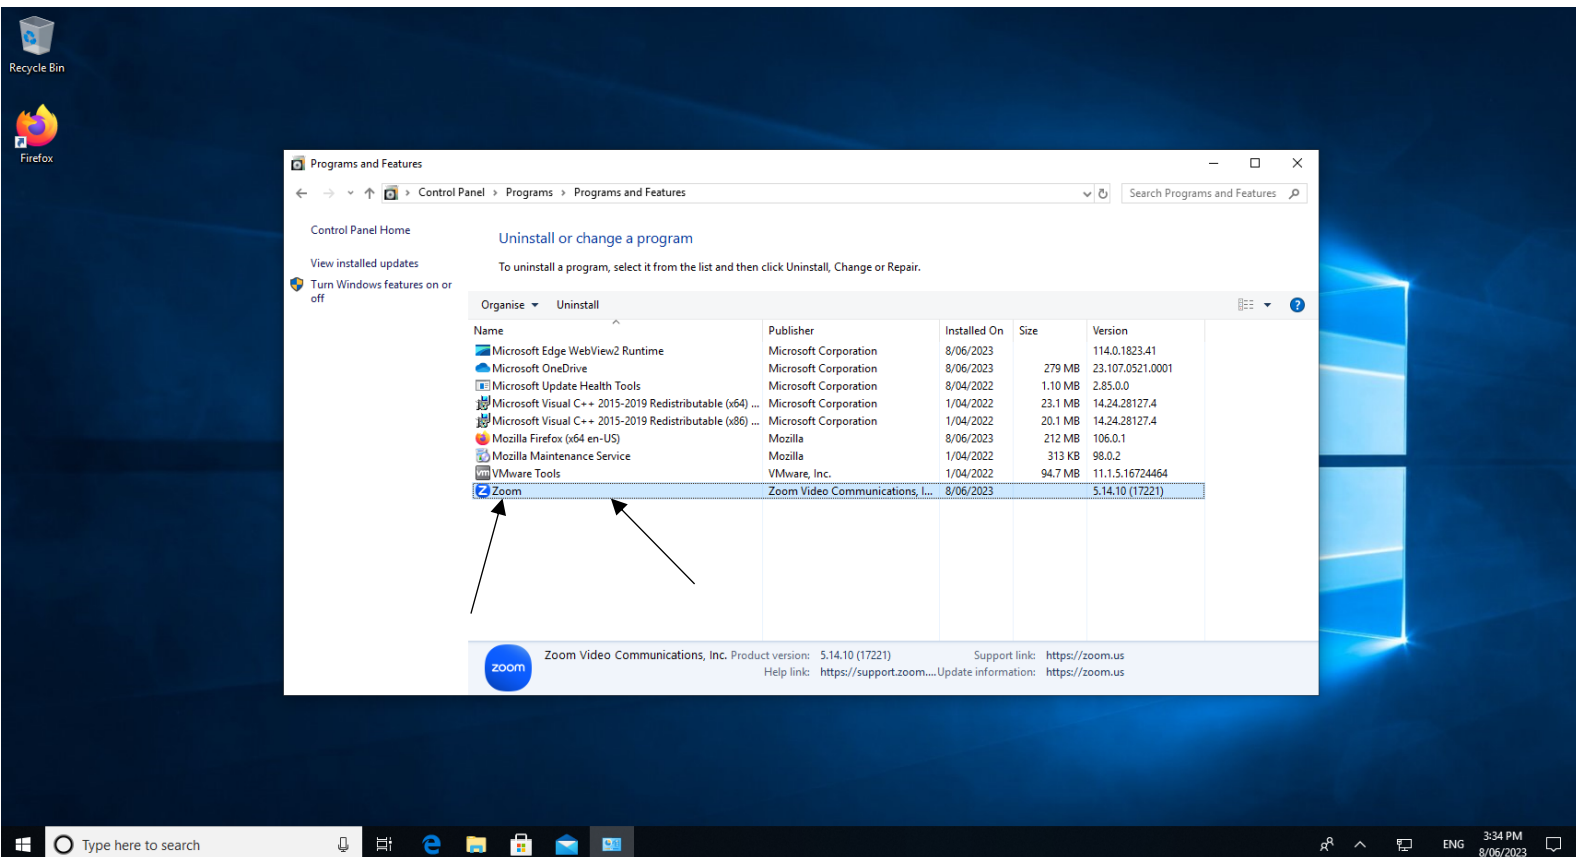 Recycle Bin
Firefox
Programs and Features
Control Panel > Programs > Programs and Features
Search Programs and Features
Control Panel Home
View installed updates
Turn Windows features on or
off
Uninstall or change a program
To uninstall a program, select it from the list and then click Uninstall, Change or Repair.
Organise Uninstall
Name Publisher Installed On Size Version
Microsoft Edge WebView2 Runtime Microsoft Corporation 8/06/2023 114.0.1823.41
Microsoft OneDrive Microsoft Corporation 8/06/2023 279 MB 23.107.0521.0001
Microsoft Update Health Tools Microsoft Corporation 8/04/2022 1.10 MB 2.85.0.0
Microsoft Visual C++ 2015-2019 Redistributable (x64) ... Microsoft Corporation 1/04/2022 23.1 MB 14.24.28127.4
Microsoft Visual C++ 2015-2019 Redistributable (x86) ... Microsoft Corporation 1/04/2022 20.1 MB 14.24.28127.4
Mozilla Firefox (x64 en-US) Mozilla 8/06/2023 212 MB 106.0.1
Mozilla Maintenance Service Mozilla 1/04/2022 313 KB 98.0.2
vm VMware Tools VMware, Inc. 1/04/2022 94.7 MB 11.1.5.16724464
Z Zoom Zoom Video Communications, I... 8/06/2023 5.14.10 (17221)
zoom
Zoom Video Communications, Inc. Product version: 5.14.10 (17221) Support link: https://zoom.us
Help link: https://support.zoom.... Update information: https://zoom.us
Type here to search
ENG
3:34 PM
8/06/2023